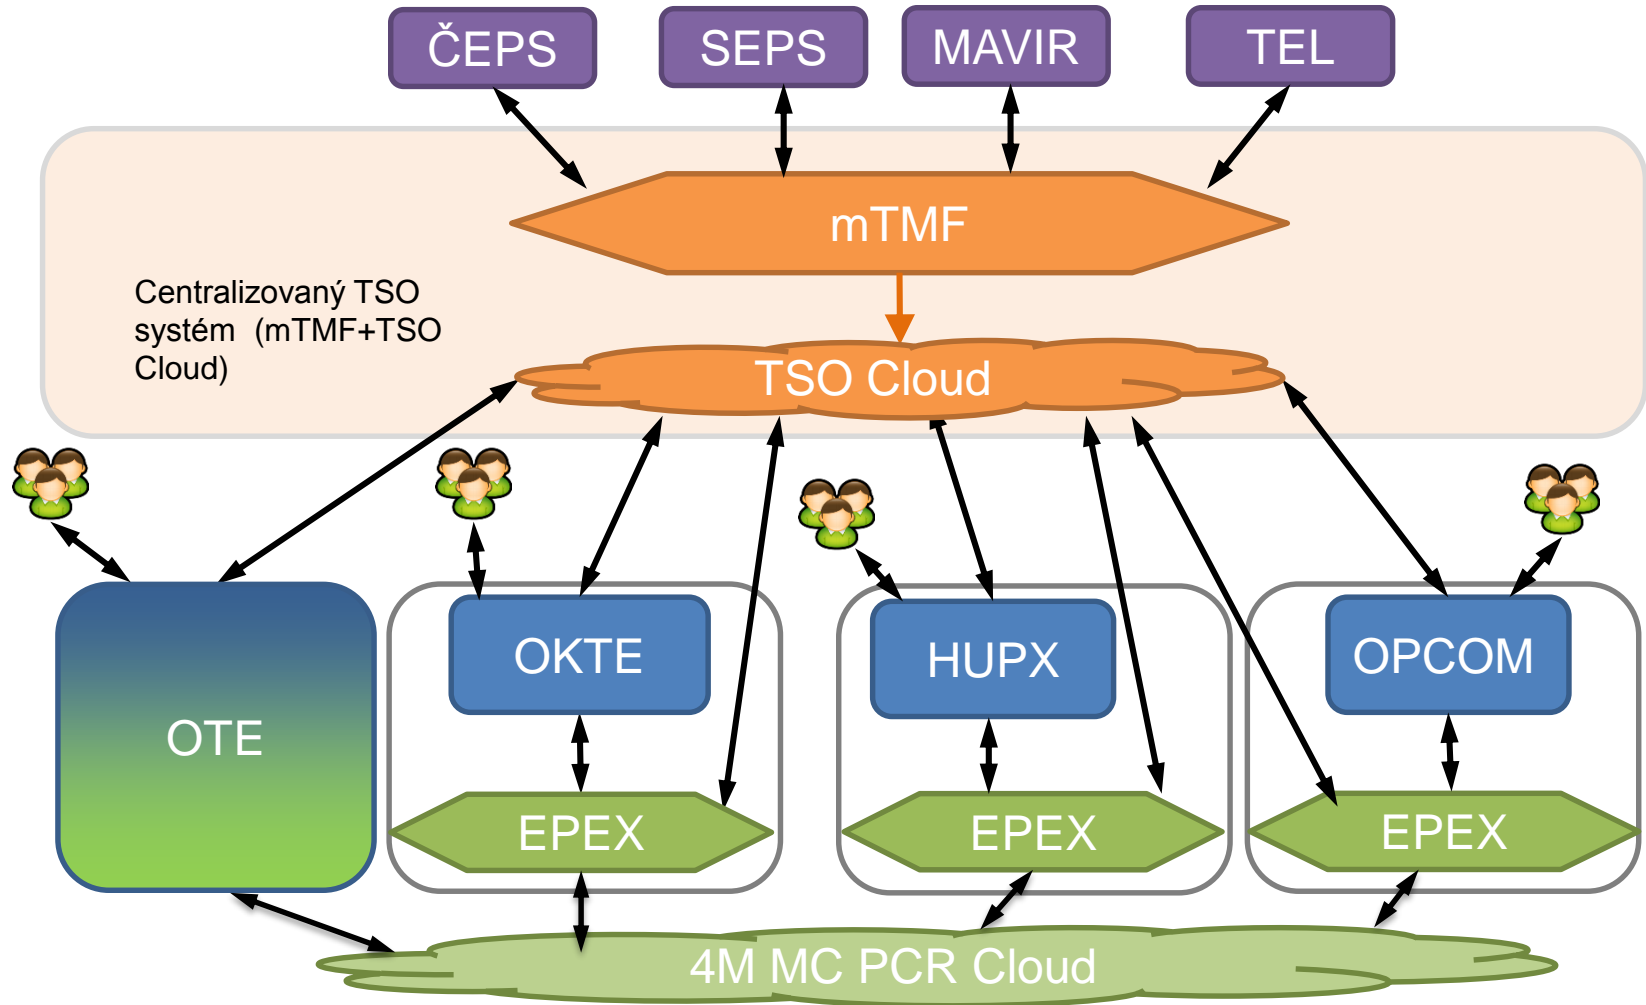 ČEPS
SEPS
MAVIR
TEL
mTMF
Centralizovaný TSO
systém (mTMF+TSO
Cloud)
TSO Cloud
OTE
OKTE
HUPX
OPCOM
EPEX
EPEX
EPEX
4M MC PCR Cloud